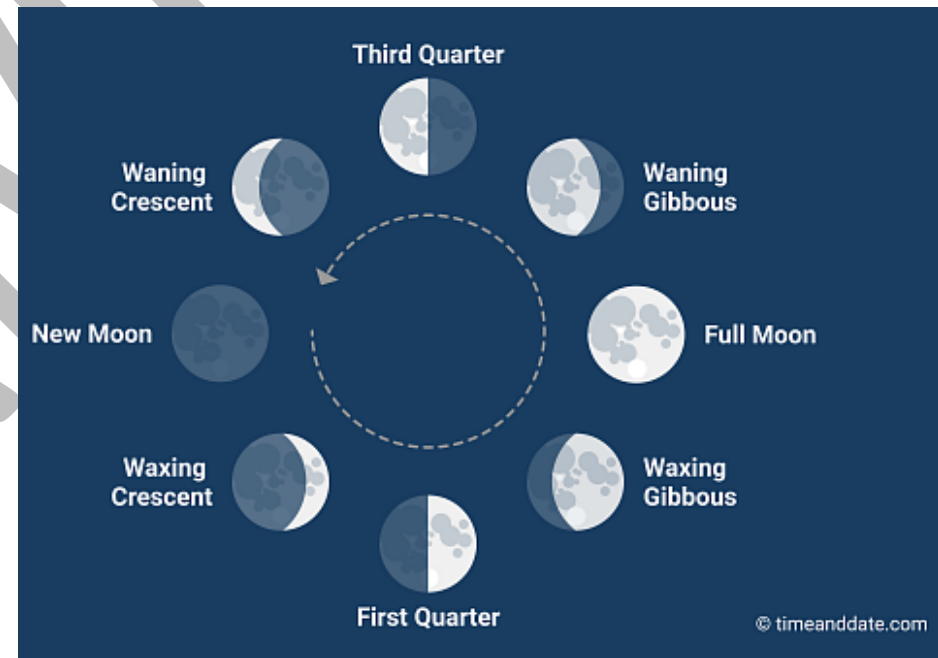 Third Quarter
Waning
Crescent
Waning
Gibbous
New Moon
Full Moon
Waxing
Crescent
Waxing
Gibbous
First Quarter
© timeanddate.com